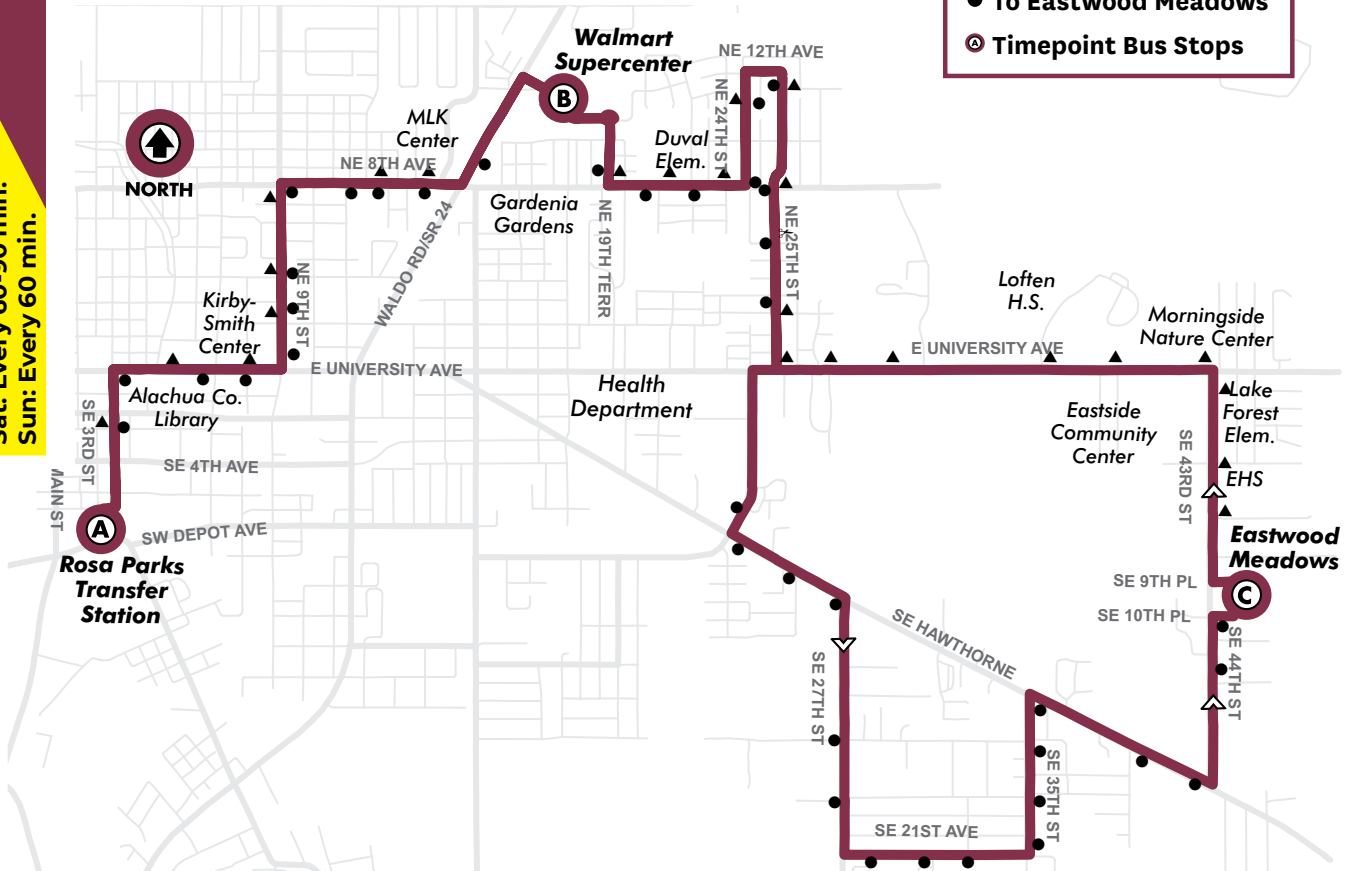 To Eastwood Meadows
A Timepoint Bus Stops
Sun: Every 60 min.
NORTH
Walmart
Supercenter
B
NE 12TH AVE
NE 24TH ST
MLK
Center
NE 8TH AVE
Duval
Elem.
Gardenia
Gardens
NE 19TH TERR
NE 25TH ST
WALDO RD/SR 24
NE 9TH ST
Kirby-
Smith
Center
E UNIVERSITY AVE
Alachua Co.
Library
SE 3RD ST
SE 4TH AVE
MAIN ST
A
SW DEPOT AVE
Rosa Parks
Transfer
Station
Health
Department
Loften
H.S.
Morningside
Nature Center
E UNIVERSITY AVE
Lake
Forest
Elem.
Eastside
Community
Center
SE 43RD ST
EHS
Eastwood
Meadows
SE 9TH PL
C
SE 10TH PL
SE 44TH ST
SE HAWTHORNE
SE 27TH ST
SE 35TH ST
SE 21ST AVE